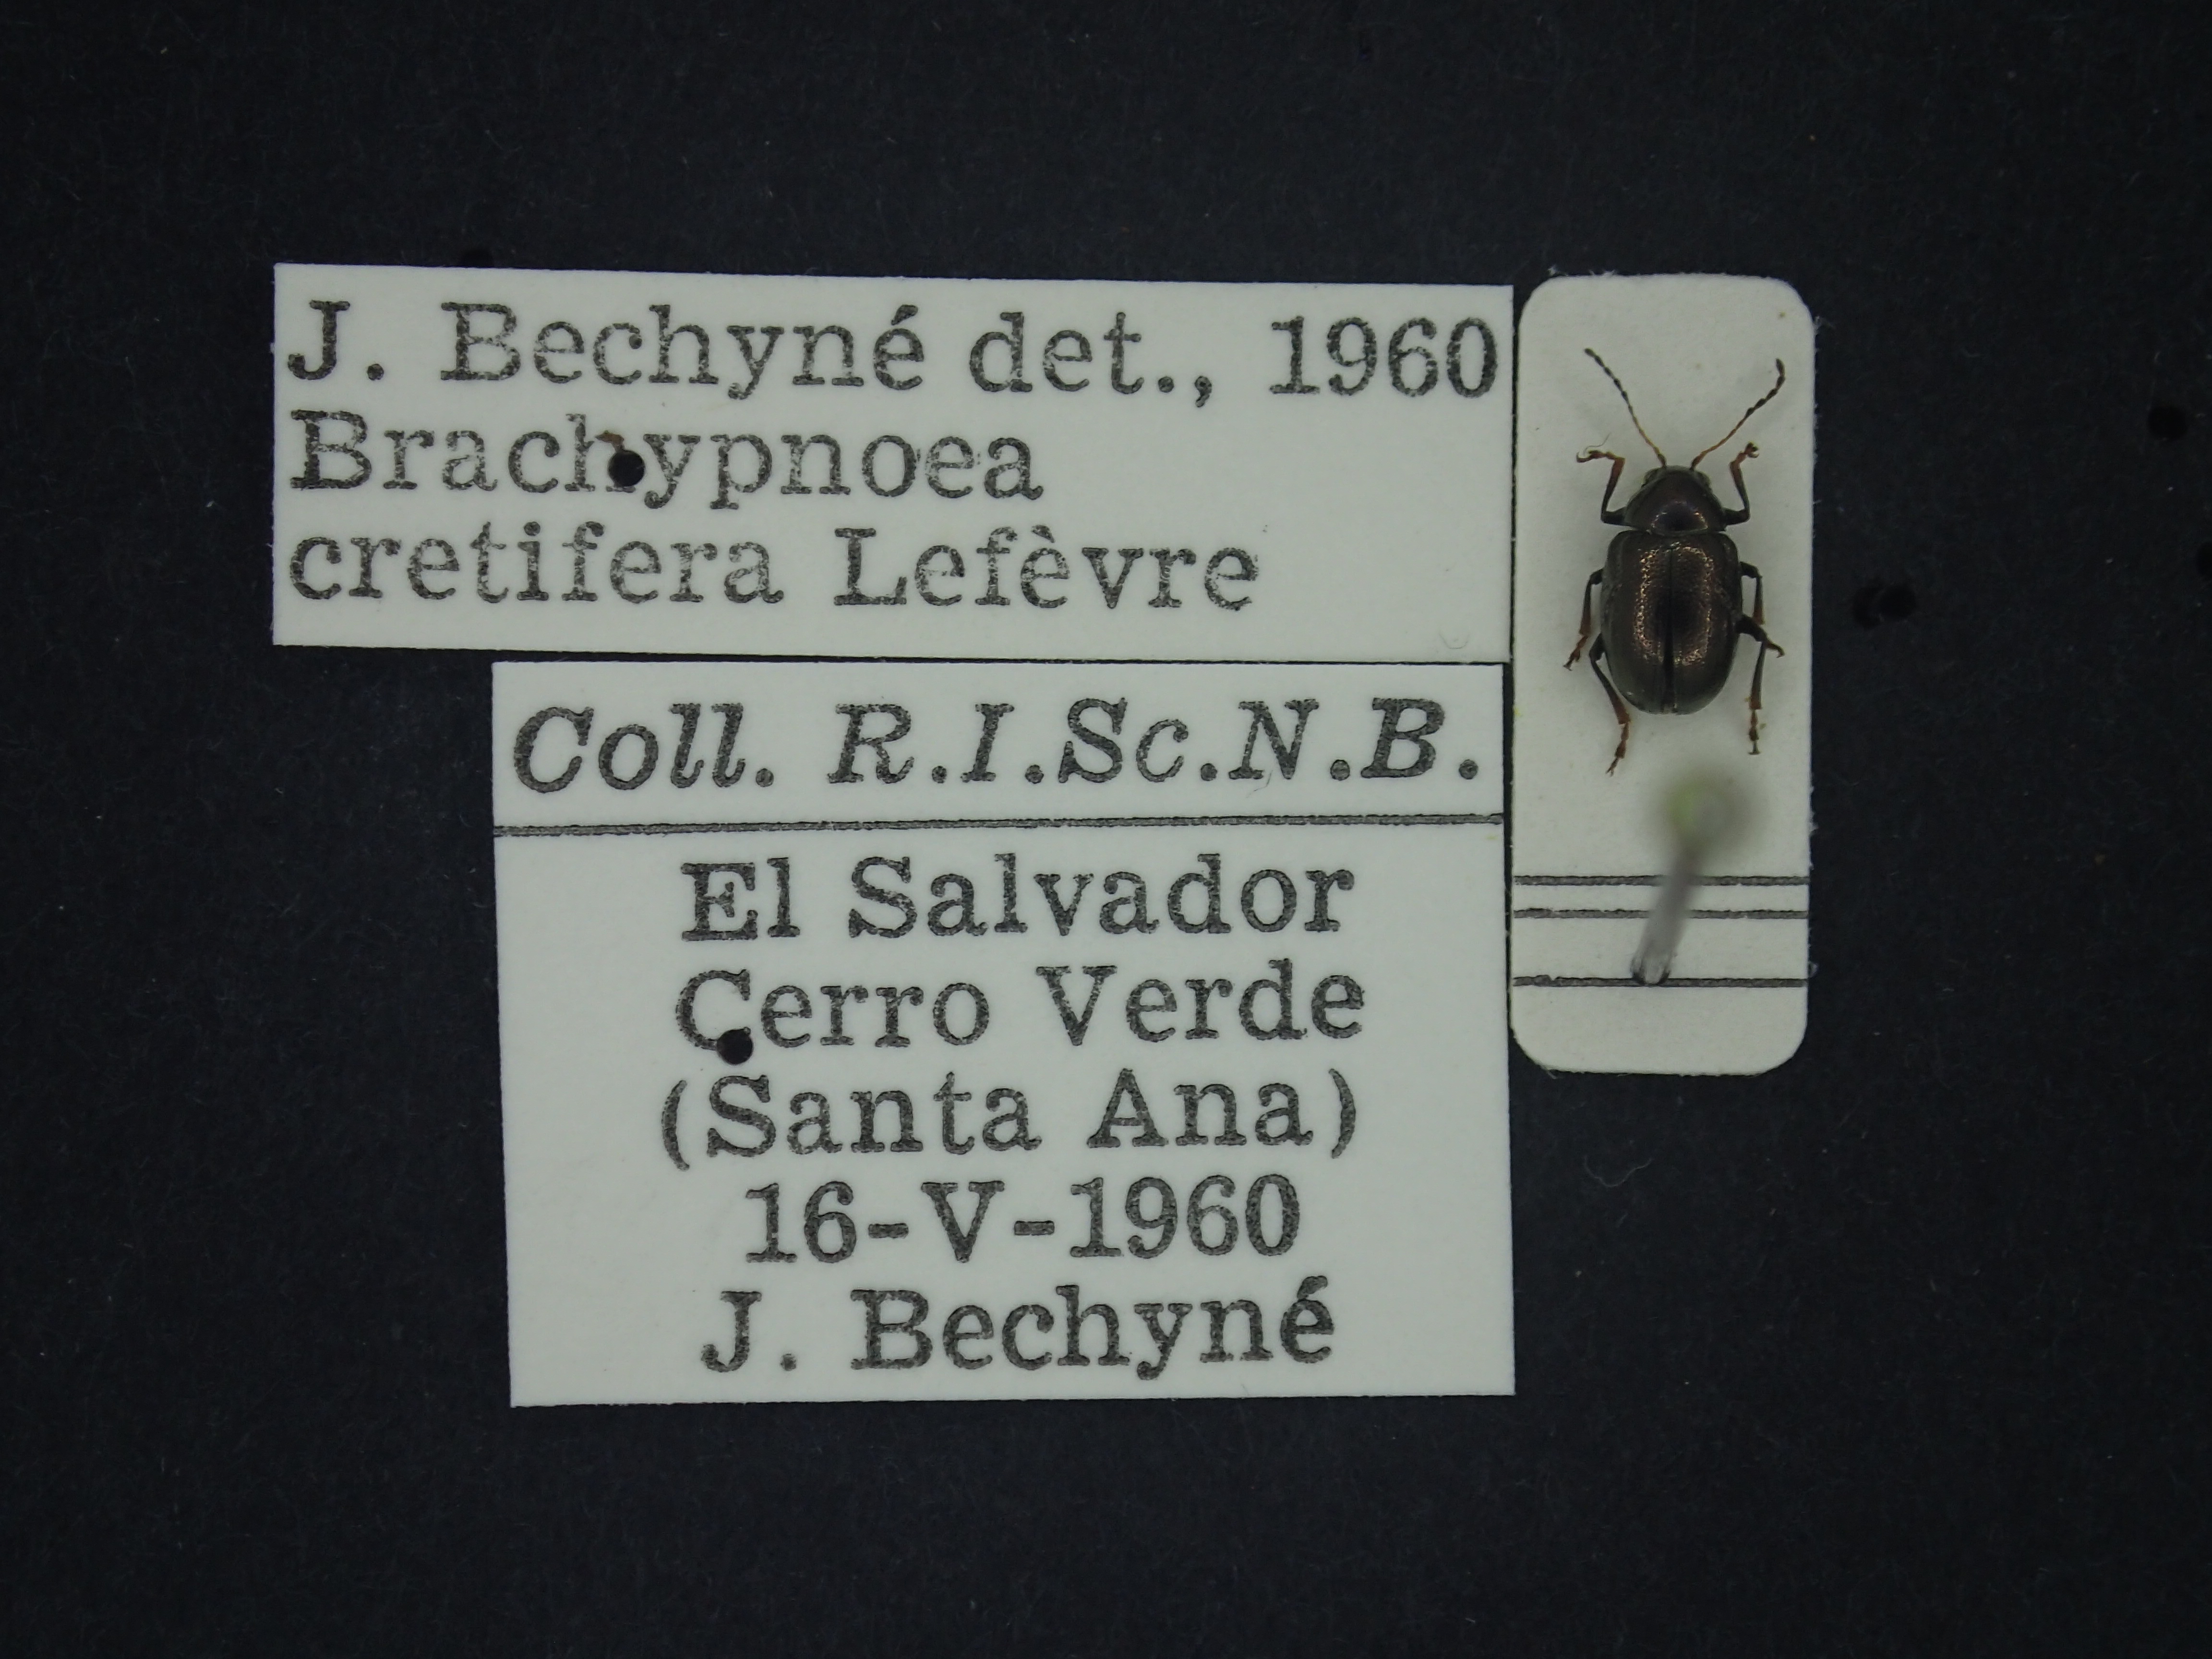 J. Bechyné det., 1960
Brachypnoea
cretifera Lefèvre
Coll. R.I.Sc.N.B.
El Salvador
Cerro Verde
(Santa Ana)
16-V-1960
J. Bechyné